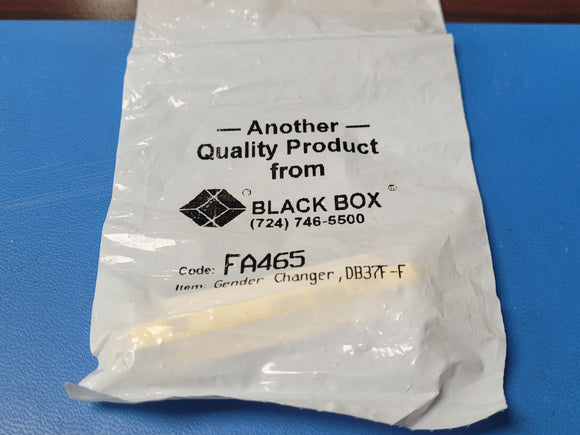 — Another —
Quality Product
from
® BLACK BOX ®
(724) 746-5500
Code: FA465
Item: Gender Changer, DB37F-F